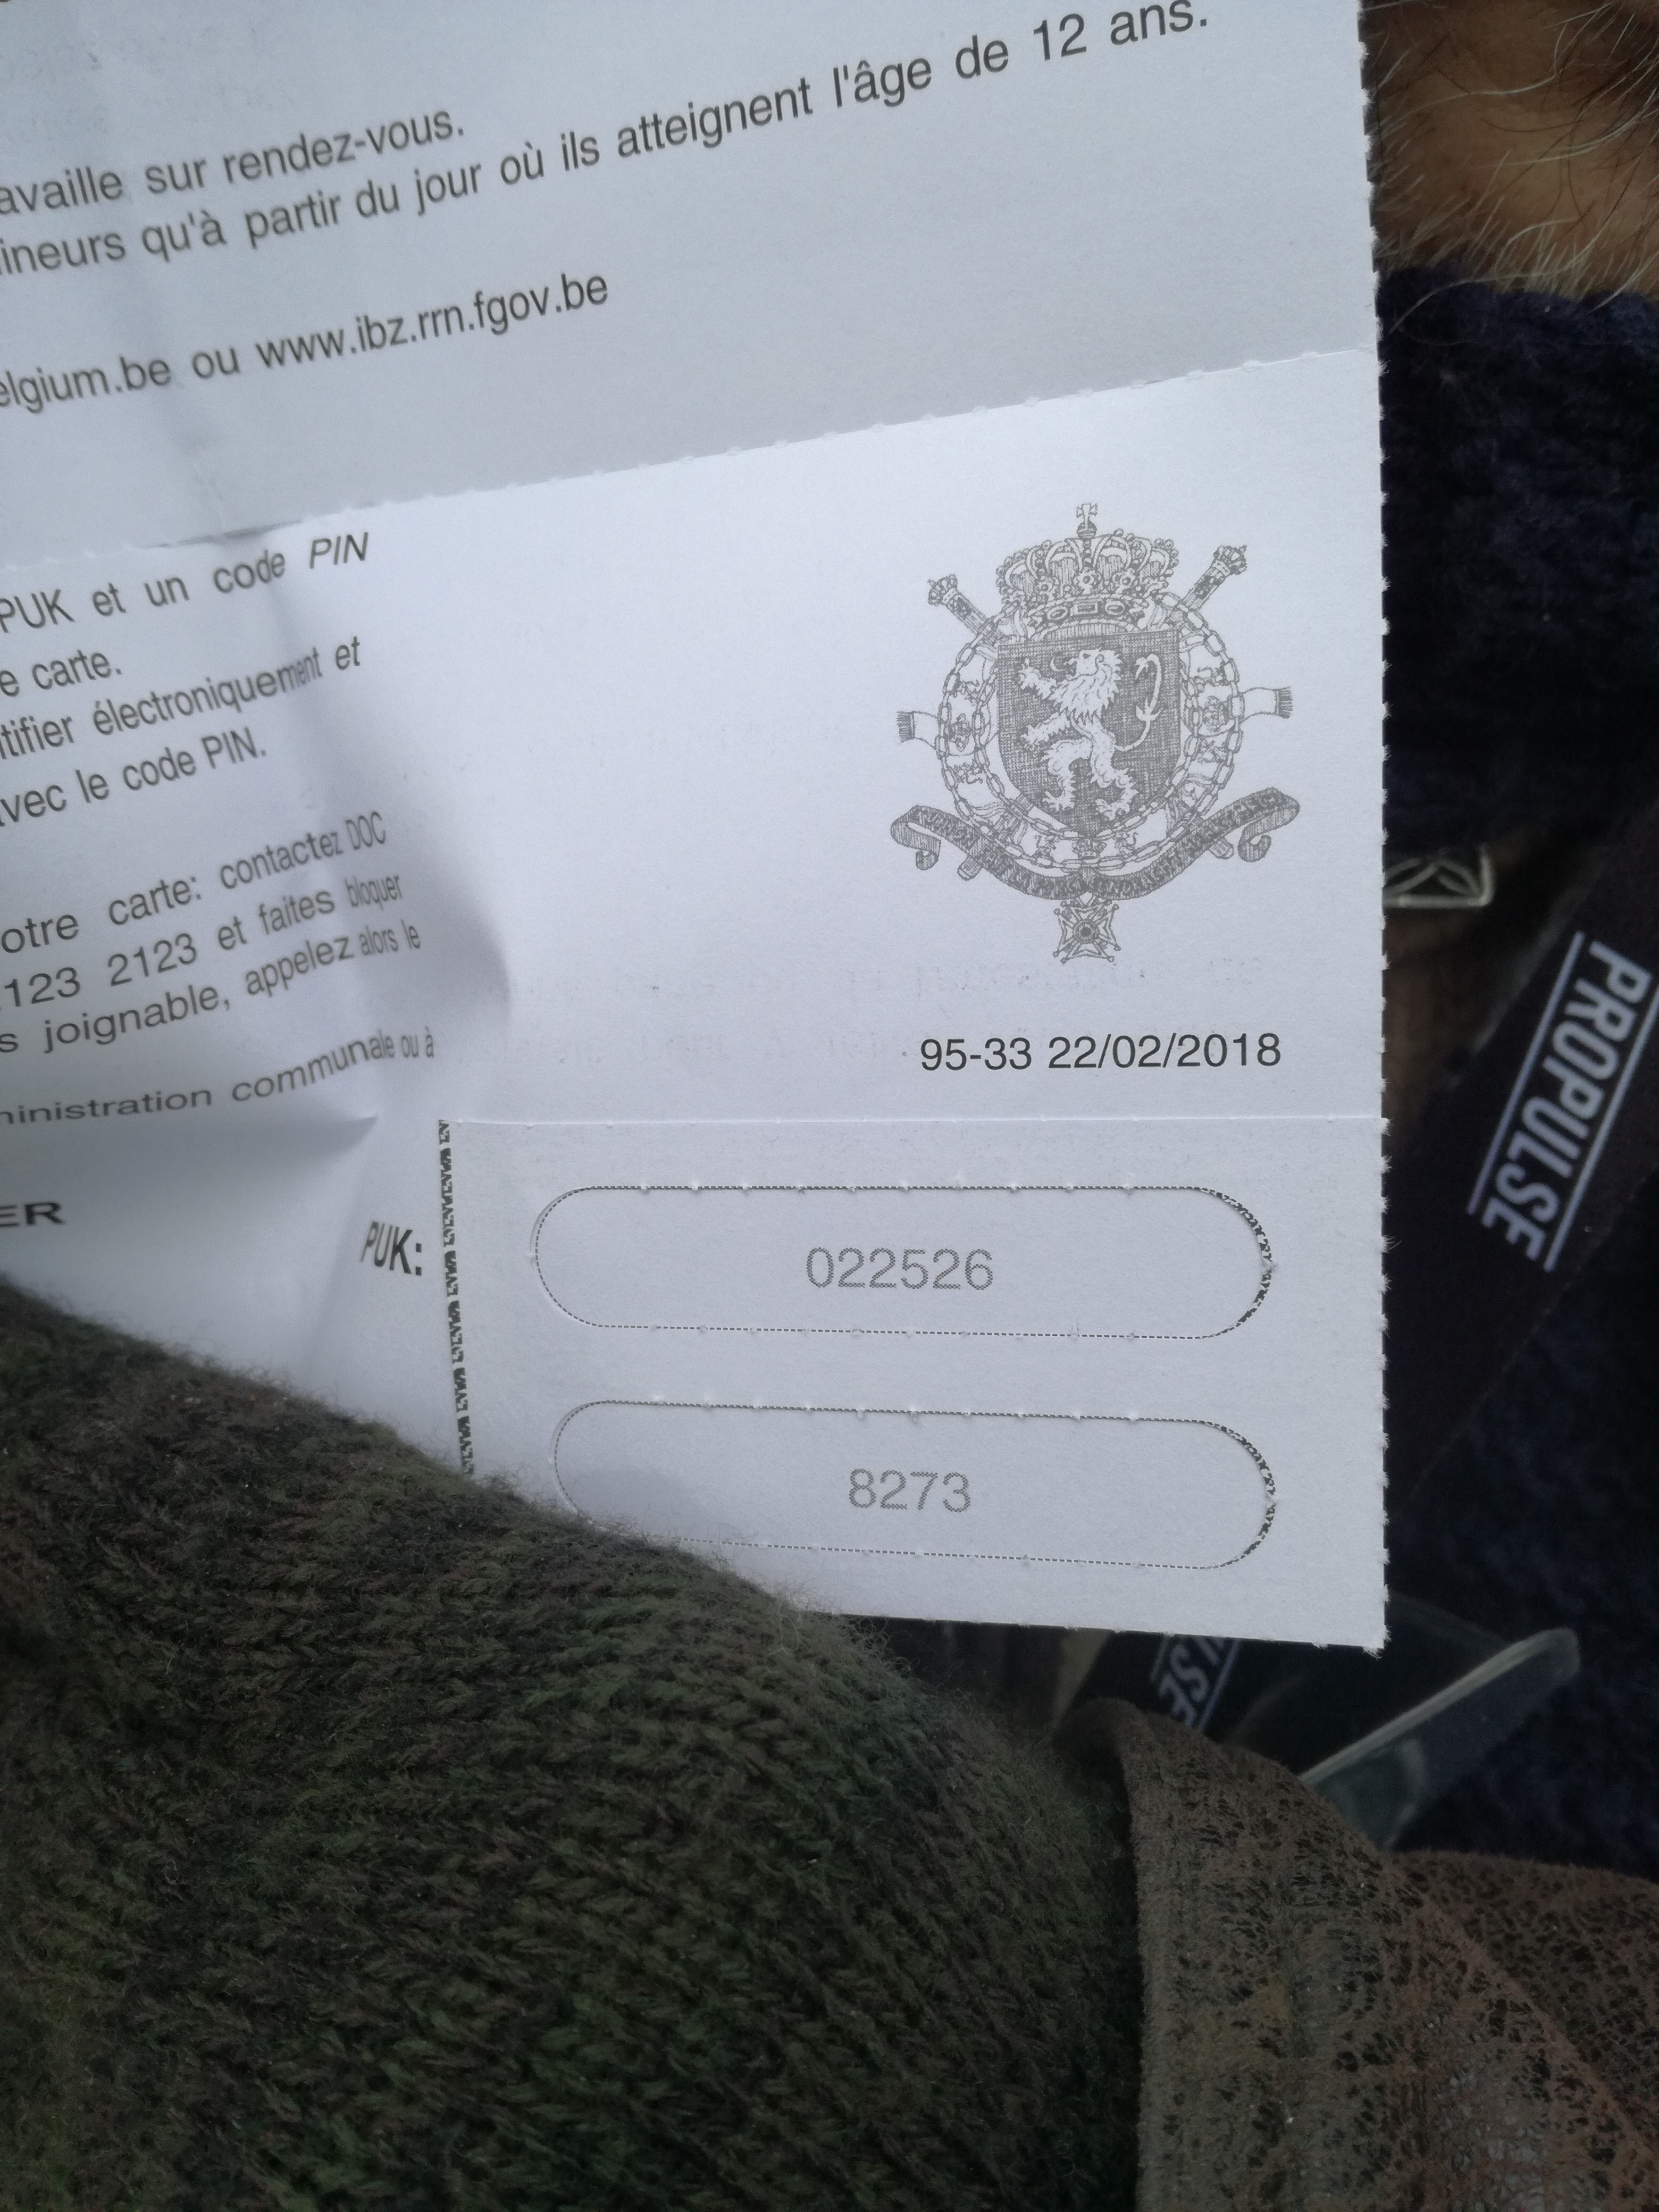 availle sur rendez-vous.
ineurs qu'à partir du jour où ils atteignent l'âge de 12 ans.
elgium.be ou www.ibz.rrn.fgov.be
PUK et un code PIN
e carte.
tifier électroniquement et
vec le code PIN.
otre carte: contactez DOC
123 2123 et faites bloquer
s joignable, appelez alors le
ministration communale ou à
95-33 22/02/2018
ER
PUK:
022526
8273
PROPULSE
ULSE